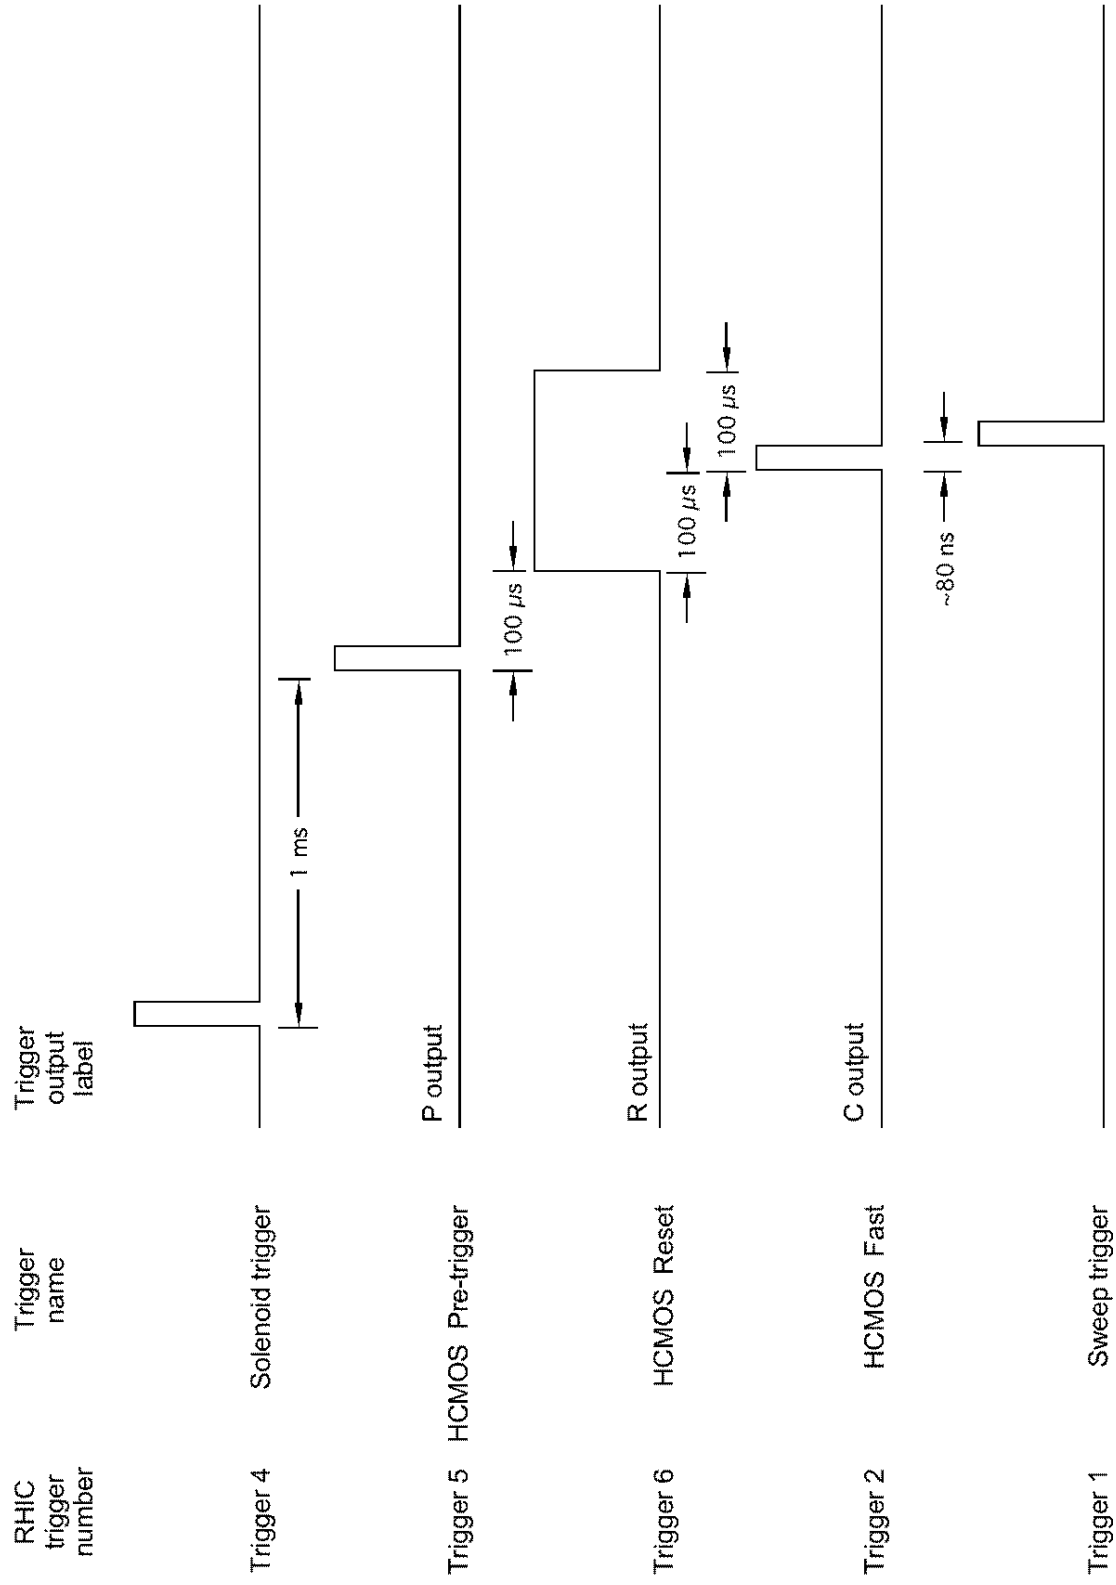 RHIC
trigger
number
Trigger
name
Trigger
output
label
Trigger 4
Solenoid trigger
1 ms
Trigger 5
HCMOS Pre-trigger
P output
100 µs
Trigger 6
HCMOS Reset
R output
100 µs
100 µs
Trigger 2
HCMOS Fast
C output
~80 ns
Trigger 1
Sweep trigger